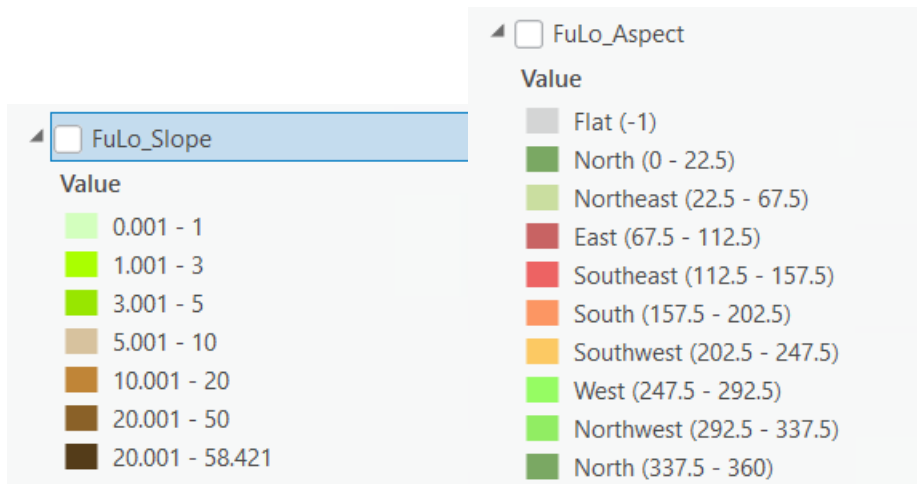 FuLo_Slope
Value
0.001 - 1
1.001 - 3
3.001 - 5
5.001 - 10
10.001 - 20
20.001 - 50
20.001 - 58.421
FuLo_Aspect
Value
Flat (-1)
North (0 - 22.5)
Northeast (22.5 - 67.5)
East (67.5 - 112.5)
Southeast (112.5 - 157.5)
South (157.5 - 202.5)
Southwest (202.5 - 247.5)
West (247.5 - 292.5)
Northwest (292.5 - 337.5)
North (337.5 - 360)